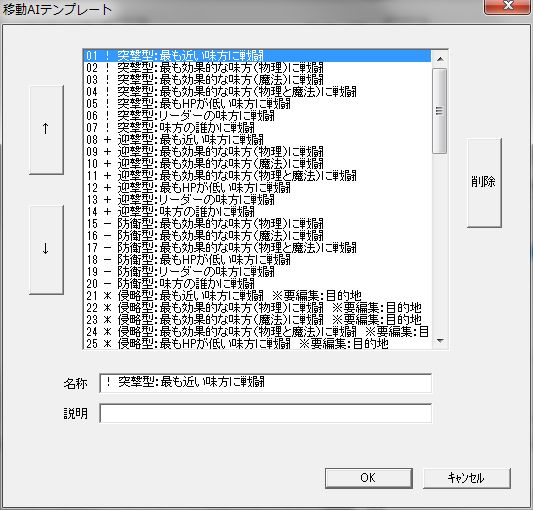 移動AIテンプレート
01 ! 突撃型:最も近い味方に戦闘
02 ! 突撃型:最も効果的な味方(物理)に戦闘
03 ! 突撃型:最も効果的な味方(魔法)に戦闘
04 ! 突撃型:最も効果的な味方(物理と魔法)に戦闘
05 ! 突撃型:最もHPが低い味方に戦闘
06 ! 突撃型:リーダーの味方に戦闘
07 ! 突撃型:味方の誰かに戦闘
08 + 迎撃型:最も近い味方に戦闘
09 + 迎撃型:最も効果的な味方(物理)に戦闘
10 + 迎撃型:最も効果的な味方(魔法)に戦闘
11 + 迎撃型:最も効果的な味方(物理と魔法)に戦闘
12 + 迎撃型:最もHPが低い味方に戦闘
13 + 迎撃型:リーダーの味方に戦闘
14 + 迎撃型:味方の誰かに戦闘
15 - 防衛型:最も効果的な味方(物理)に戦闘
16 - 防衛型:最も効果的な味方(魔法)に戦闘
17 - 防衛型:最も効果的な味方(物理と魔法)に戦闘
18 - 防衛型:最もHPが低い味方に戦闘
19 - 防衛型:リーダーの味方に戦闘
20 - 防衛型:味方の誰かに戦闘
21 * 侵略型:最も近い味方に戦闘 ※要編集:目的地
22 * 侵略型:最も効果的な味方(物理)に戦闘 ※要編集:目的地
23 * 侵略型:最も効果的な味方(魔法)に戦闘 ※要編集:目的地
24 * 侵略型:最も効果的な味方(物理と魔法)に戦闘 ※要編集:目
25 * 侵略型:最もHPが低い味方に戦闘 ※要編集:目的地
↑
↓
削除
名称
! 突撃型:最も近い味方に戦闘
説明
OK
キャンセル